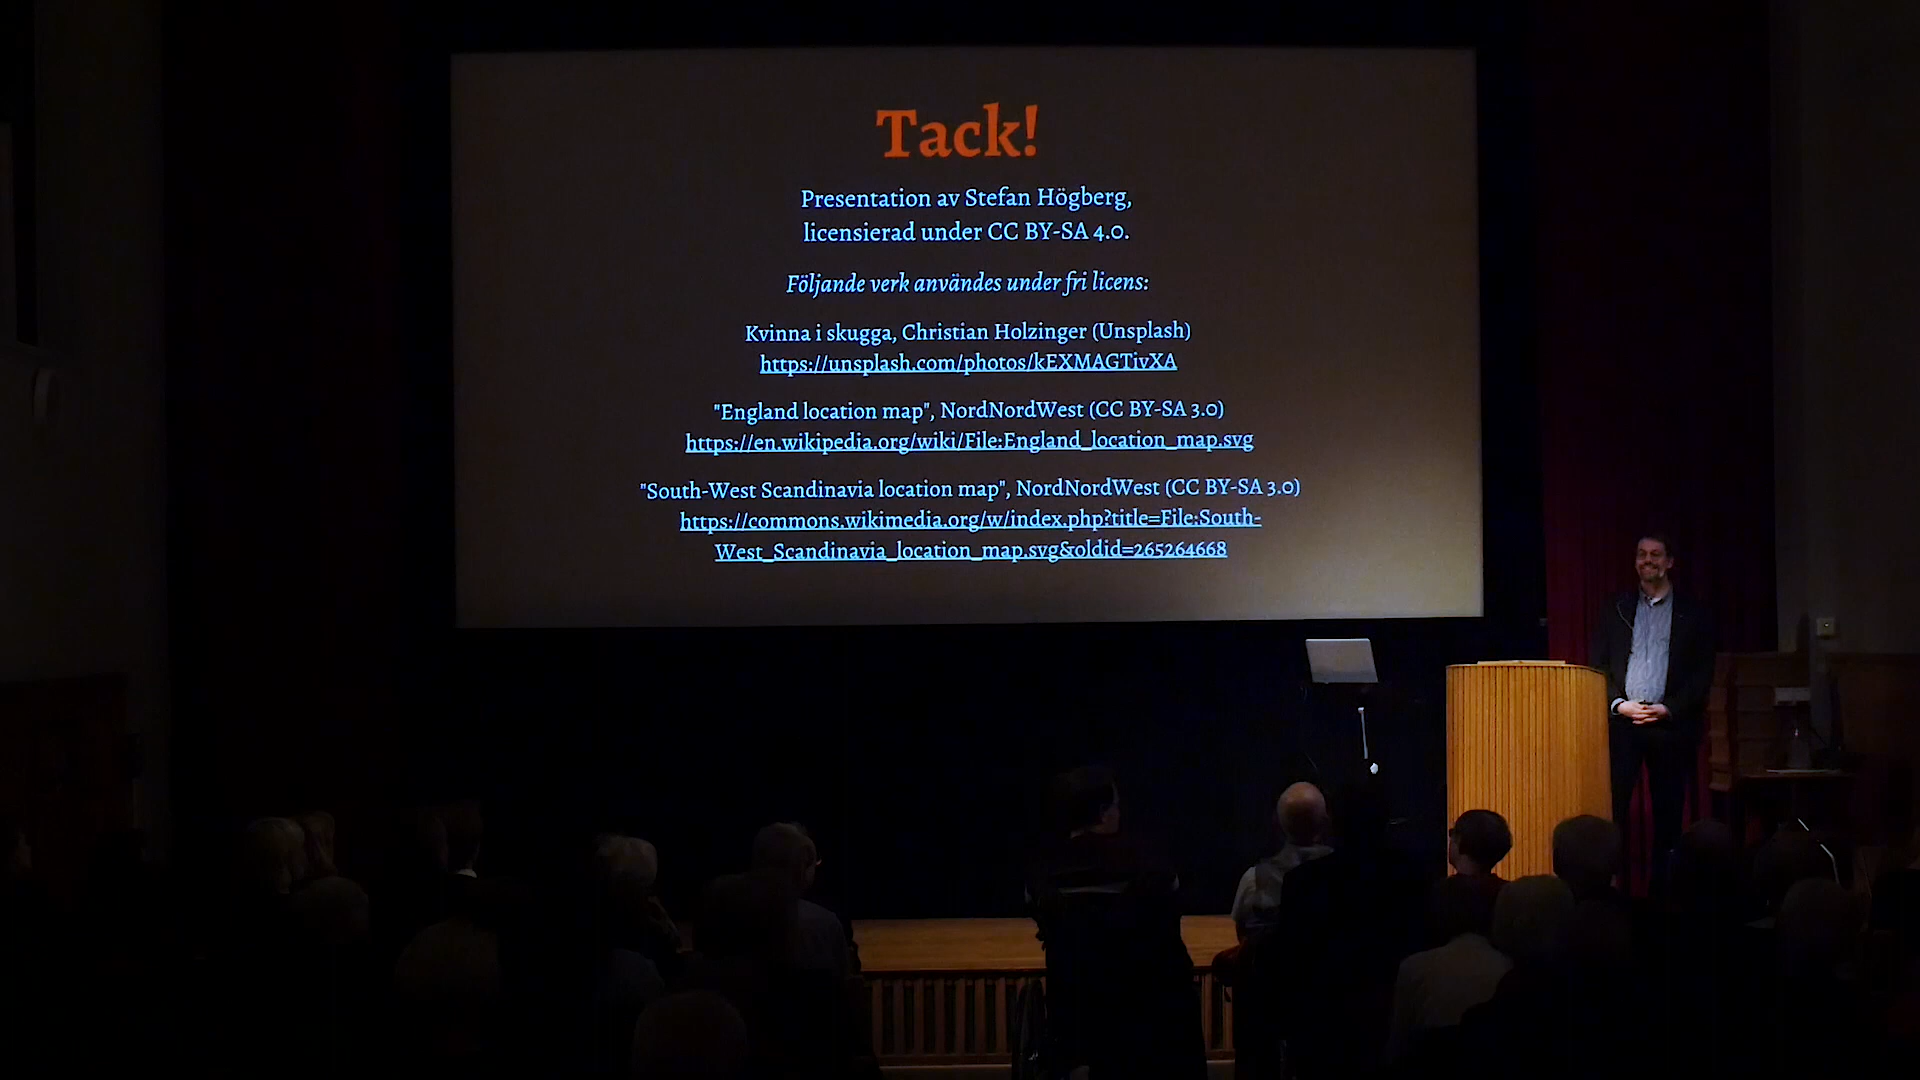 Tack!
Presentation av Stefan Högberg,
licensierad under CC BY-SA 4.0.
Följande verk användes under fri licens:
Kvinna i skugga, Christian Holzinger (Unsplash)
https://unsplash.com/photos/kEXMAGTivXA
"England location map", NordNordWest (CC BY-SA 3.0)
https://en.wikipedia.org/wiki/File:England_location_map.svg
"South-West Scandinavia location map", NordNordWest (CC BY-SA 3.0)
https://commons.wikimedia.org/w/index.php?title=File:South-
West_Scandinavia_location_map.svg&oldid=265264668